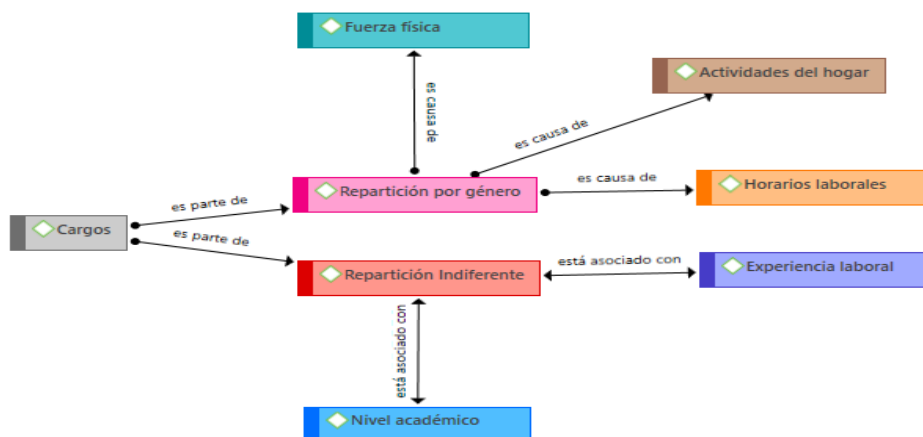 Fuerza física
Actividades del hogar
es causa de
es causa de
Repartición por género
es causa de
Horarios laborales
es parte de
Cargos
es parte de
Repartición Indiferente
está asociado con
Experiencia laboral
está asociado con
Nivel académico